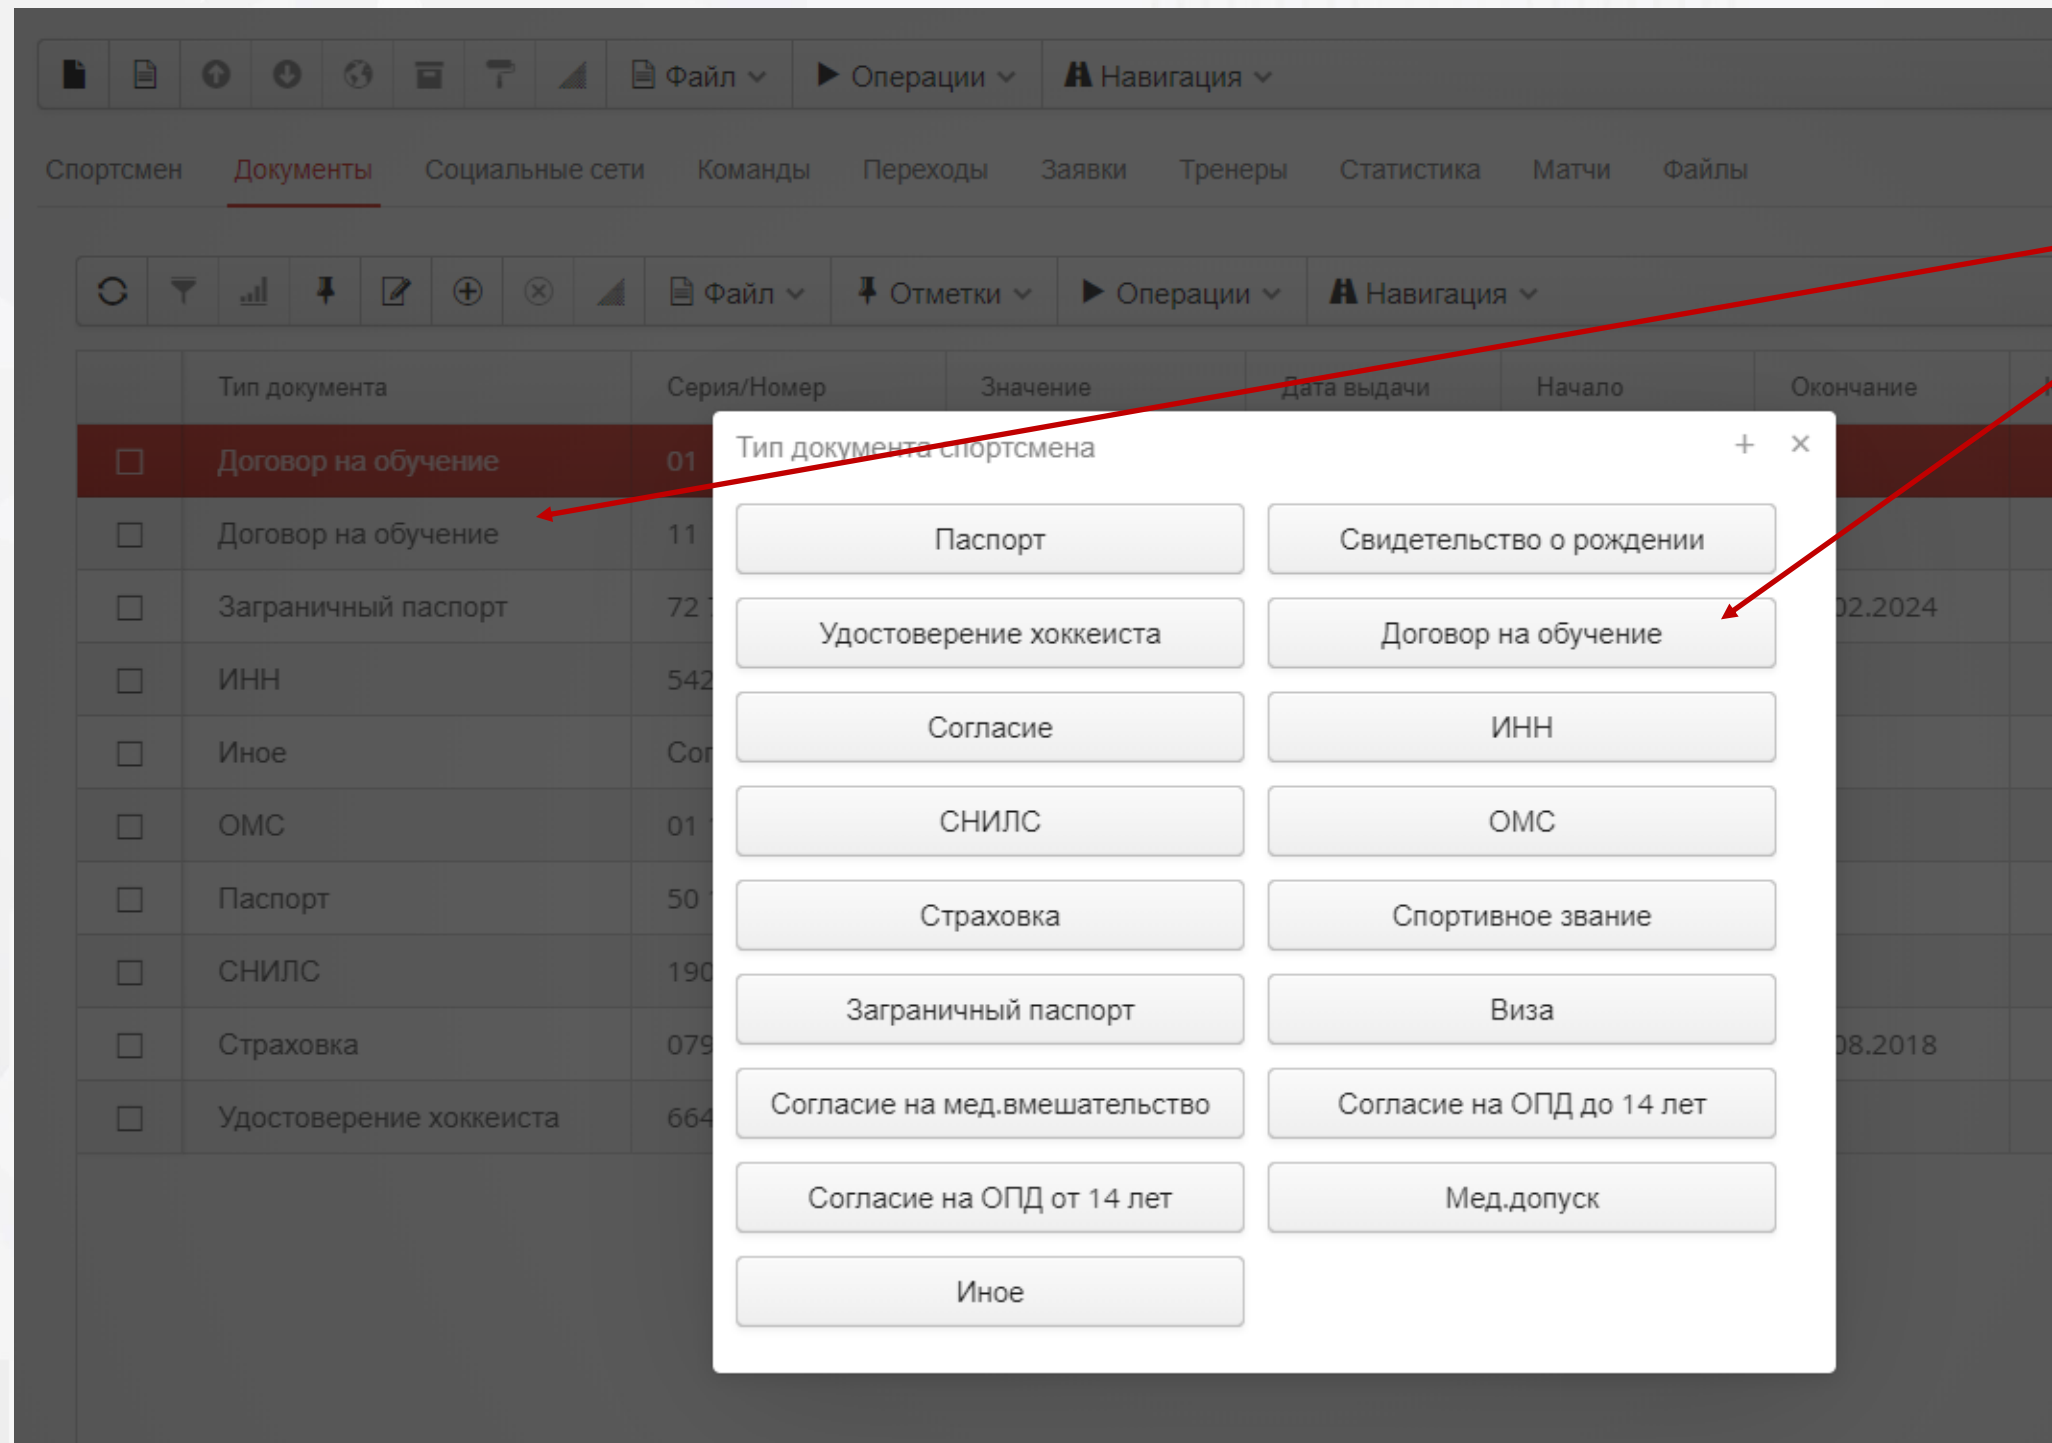 Файл Операции Навигация
Спортсмен Документы Социальные сети Команды Переходы Заявки Тренеры Статистика Матчи Файлы
Файл Отметки Операции Навигация
Тип документа Серия/Номер Значение Дата выдачи Начало Окончание
Тип документа спортсмена
Договор на обучение 01
Договор на обучение 11
Заграничный паспорт 72 02.2024
ИНН 542
Иное Сог
ОМС 01
Паспорт 50
СНИЛС 190
Страховка 079 08.2018
Удостоверение хоккеиста 664
Паспорт Свидетельство о рождении
Удостоверение хоккеиста Договор на обучение
Согласие ИНН
СНИЛС ОМС
Страховка Спортивное звание
Заграничный паспорт Виза
Согласие на мед.вмешательство Согласие на ОПД до 14 лет
Согласие на ОПД от 14 лет Мед.допуск
Иное